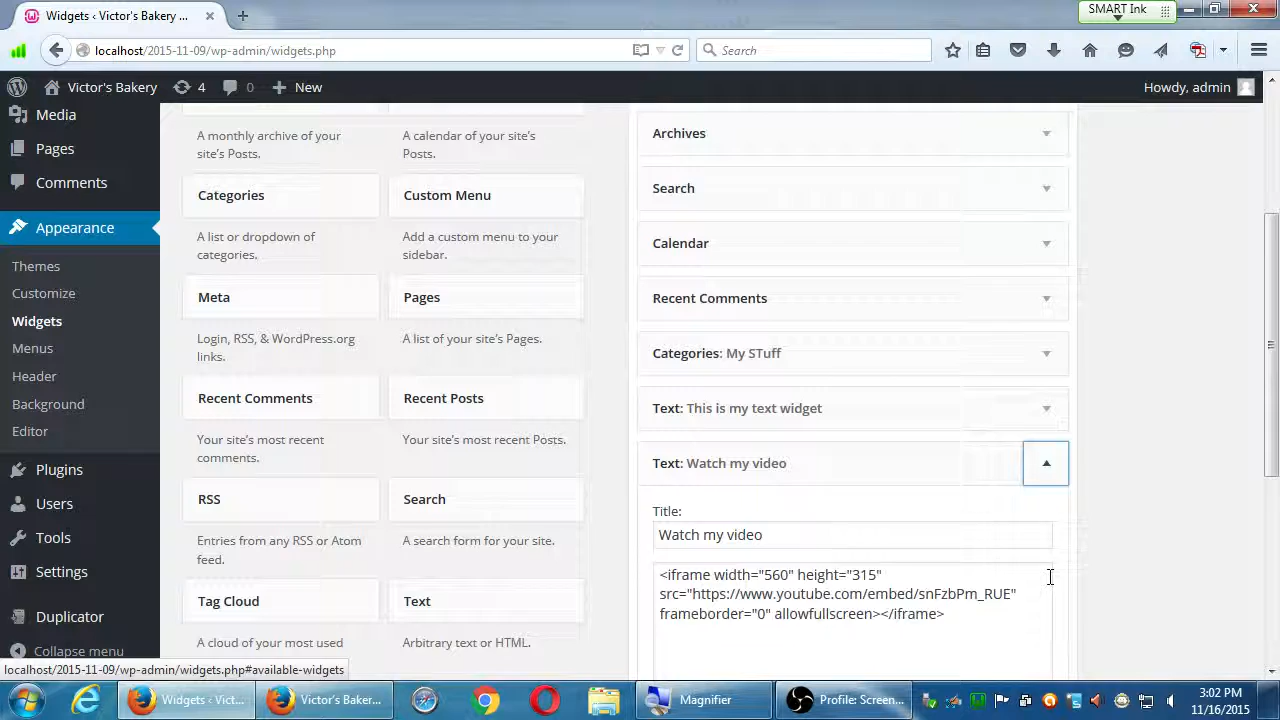 Widgets ‹ Victor's Bakery ...
SMART Ink
localhost/2015-11-09/wp-admin/widgets.php
Search
Victor's Bakery
4
0
New
Howdy, admin
Media
Pages
Comments
Appearance
Themes
Customize
Widgets
Menus
Header
Background
Editor
Plugins
Users
Tools
Settings
Duplicator
Collapse menu
A monthly archive of your
site's Posts.
A calendar of your site's
Posts.
Categories
Custom Menu
A list or dropdown of
categories.
Add a custom menu to your
sidebar.
Meta
Pages
Login, RSS, & WordPress.org
links.
A list of your site's Pages.
Recent Comments
Recent Posts
Your site's most recent
comments.
Your site's most recent Posts.
RSS
Search
Entries from any RSS or Atom
feed.
A search form for your site.
Tag Cloud
Text
A cloud of your most used
Arbitrary text or HTML.
Archives
Search
Calendar
Recent Comments
Categories: My STuff
Text: This is my text widget
Text: Watch my video
Title:
Watch my video
<iframe width="560" height="315"
src="https://www.youtube.com/embed/snFzbPm_RUE"
frameborder="0" allowfullscreen></iframe>
localhost/2015-11-09/wp-admin/widgets.php#available-widgets
Widgets ‹ Vict...
Victor's Baker...
Magnifier
Profile: Screen...
3:02 PM
11/16/2015